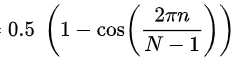 = 0.5 ( 1 − cos( 2πn / (N − 1) ) )